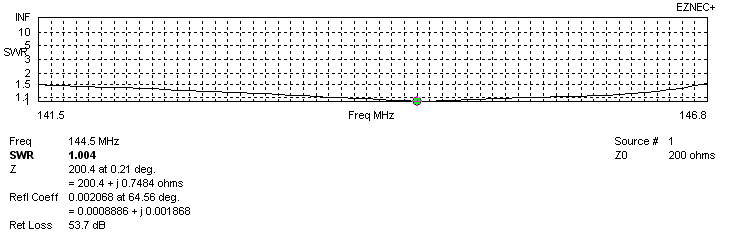 EZNEC+
INF
10
5
SWR
3
2
1.5
1.1
141.5 Freq MHz 146.8
Freq 144.5 MHz Source # 1
SWR 1.004 Z0 200 ohms
Z 200.4 at 0.21 deg.
= 200.4 + j 0.7484 ohms
Refl Coeff 0.002068 at 64.56 deg.
= 0.0008886 + j 0.001868
Ret Loss 53.7 dB